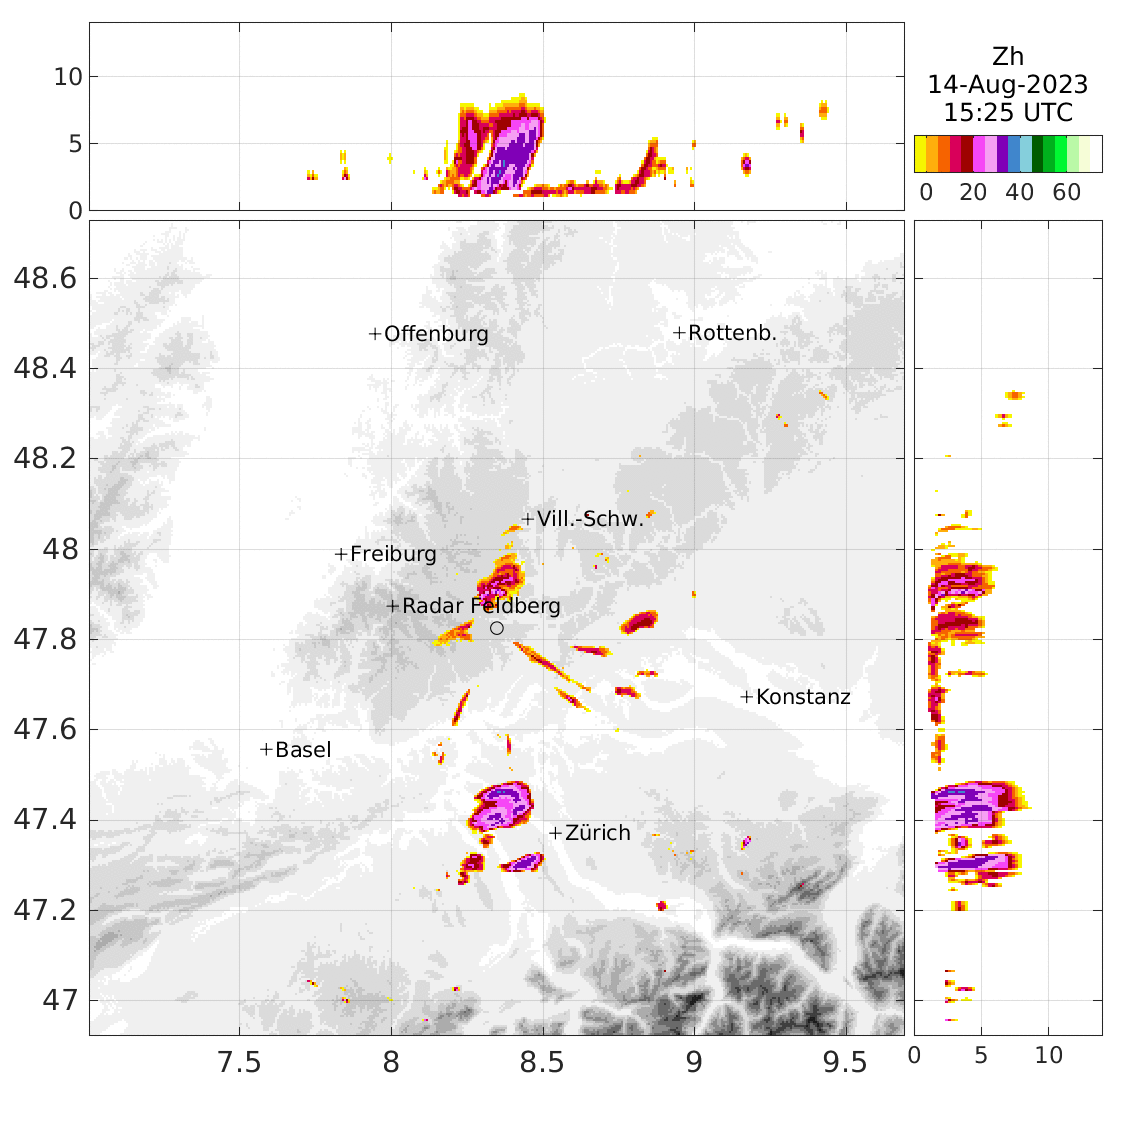 Zh
14-Aug-2023
15:25 UTC
10
5
0
0 20 40 60
48.6
48.4
48.2
48
47.8
47.6
47.4
47.2
47
+Offenburg
+Rottenb.
+Vill.-Schw.
+Freiburg
+Radar Feldberg
+Konstanz
+Basel
+Zürich
7.5 8 8.5 9 9.5
0 5 10